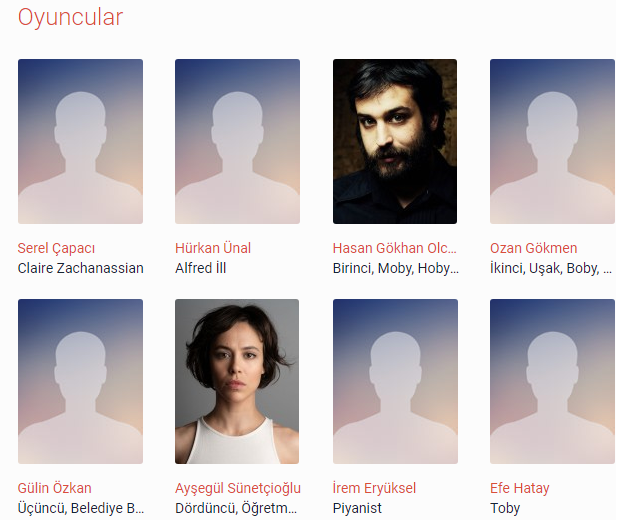 Oyuncular
Serel Çapacı
Claire Zachanassian
Hürkan Ünal
Alfred İll
Hasan Gökhan Olc...
Birinci, Moby, Hoby...
Ozan Gökmen
İkinci, Uşak, Boby, ...
Gülin Özkan
Üçüncü, Belediye B...
Ayşegül Sünetçioğlu
Dördüncü, Öğretm...
İrem Eryüksel
Piyanist
Efe Hatay
Toby